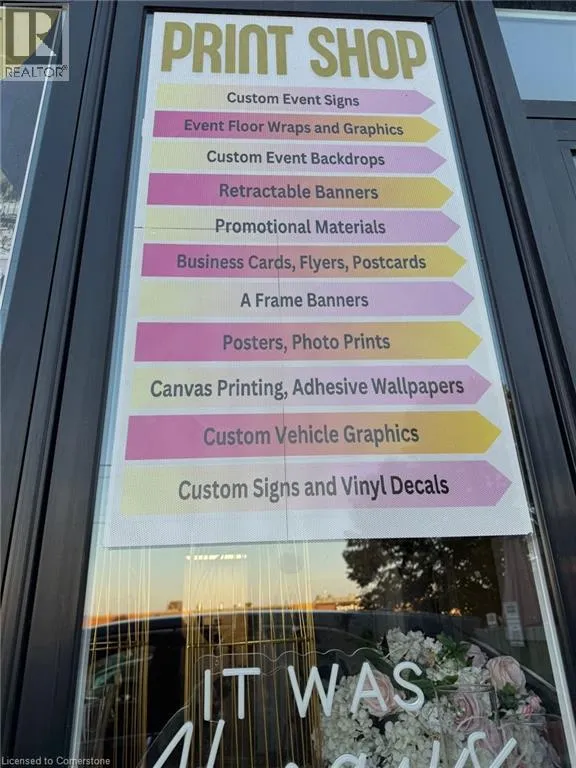 R
REALTOR
PRINT SHOP
Custom Event Signs
Event Floor Wraps and Graphics
Custom Event Backdrops
Retractable Banners
Promotional Materials
Business Cards, Flyers, Postcards
A Frame Banners
Posters, Photo Prints
Canvas Printing, Adhesive Wallpapers
Custom Vehicle Graphics
Custom Signs and Vinyl Decals
IT WAS
Licensed to Cornerstone